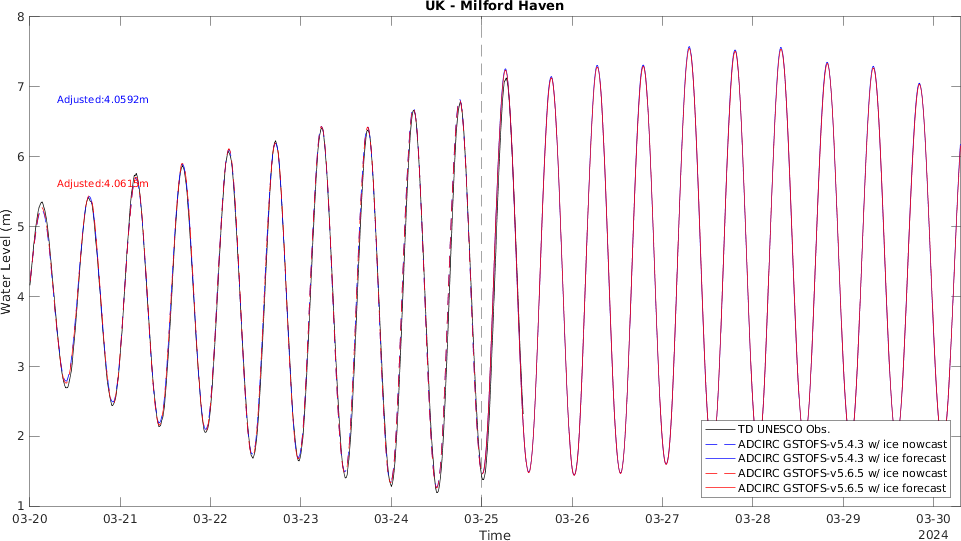 UK - Milford Haven
8
7
6
5
4
3
2
1
Water Level (m)
Adjusted:4.0592m
Adjusted:4.0615m
TD UNESCO Obs.
ADCIRC GSTOFS-v5.4.3 w/ ice nowcast
ADCIRC GSTOFS-v5.4.3 w/ ice forecast
ADCIRC GSTOFS-v5.6.5 w/ ice nowcast
ADCIRC GSTOFS-v5.6.5 w/ ice forecast
03-20 03-21 03-22 03-23 03-24 03-25 03-26 03-27 03-28 03-29 03-30
Time
2024